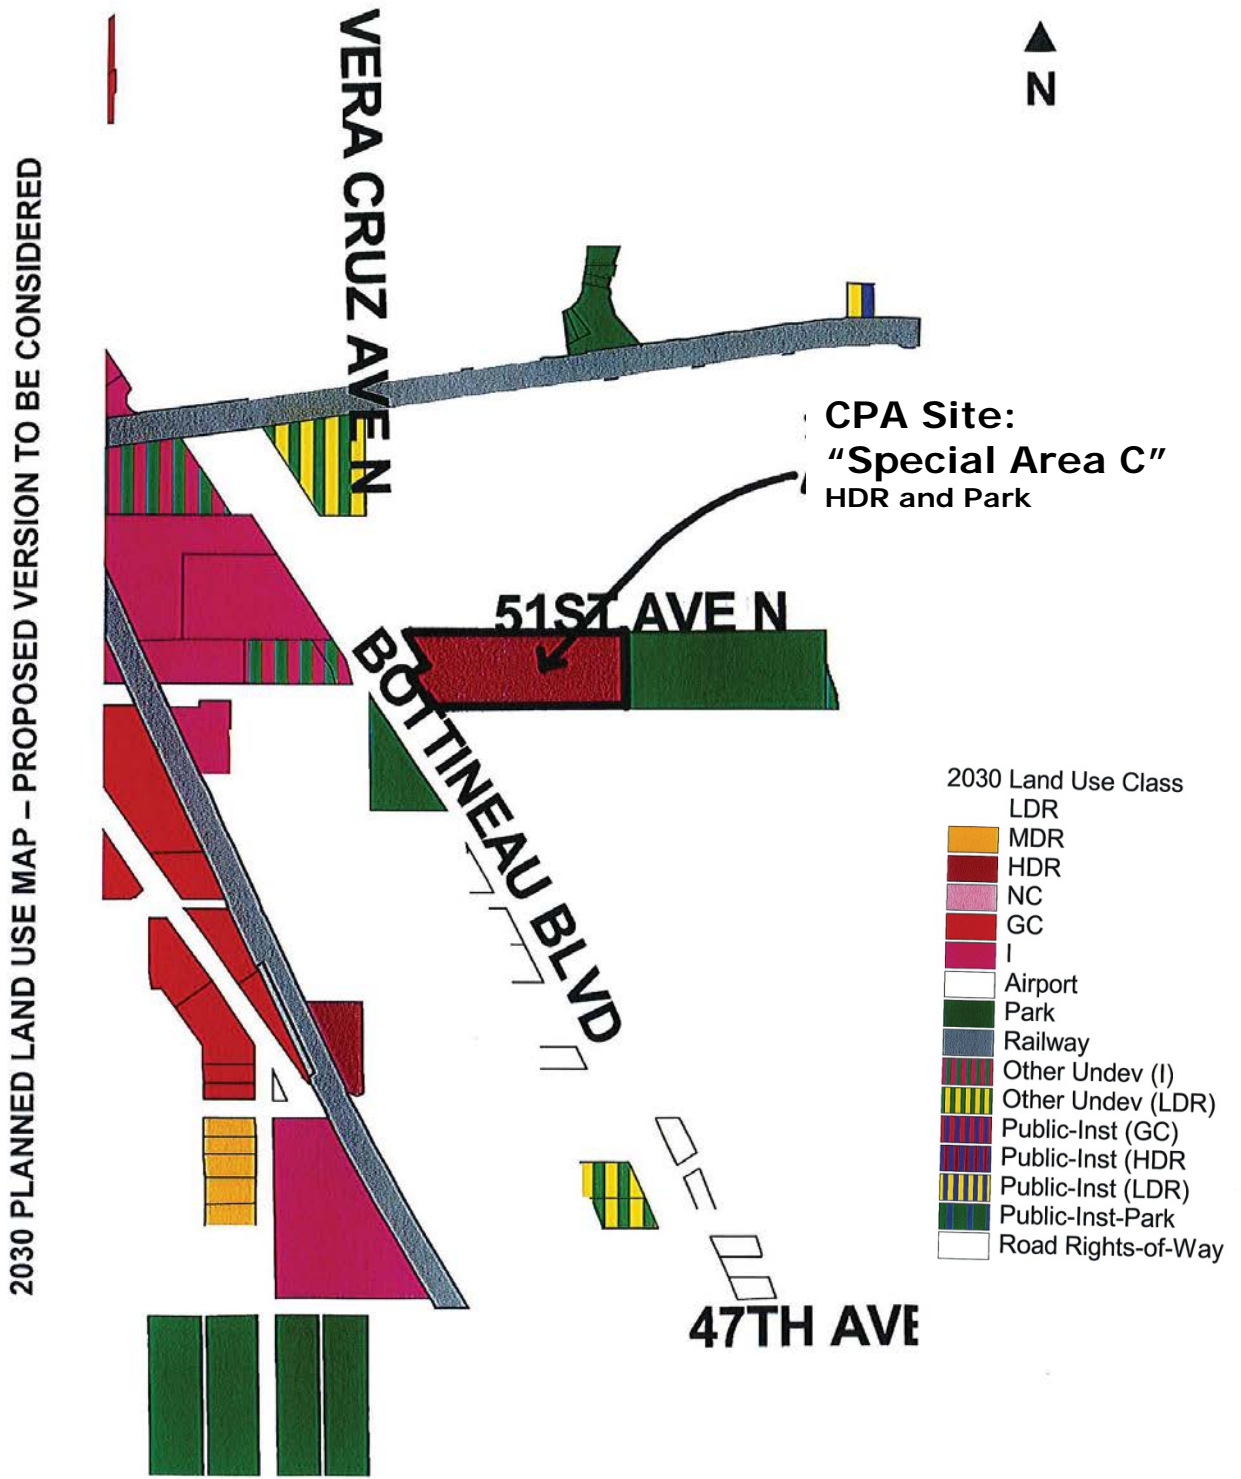 2030 PLANNED LAND USE MAP – PROPOSED VERSION TO BE CONSIDERED
VERA CRUZ AVE N
N
CPA Site:
“Special Area C”
HDR and Park
51ST AVE N
BOTTINEAU BLVD
47TH AVE
2030 Land Use Class
LDR
MDR
HDR
NC
GC
I
Airport
Park
Railway
Other Undev (I)
Other Undev (LDR)
Public-Inst (GC)
Public-Inst (HDR
Public-Inst (LDR)
Public-Inst-Park
Road Rights-of-Way